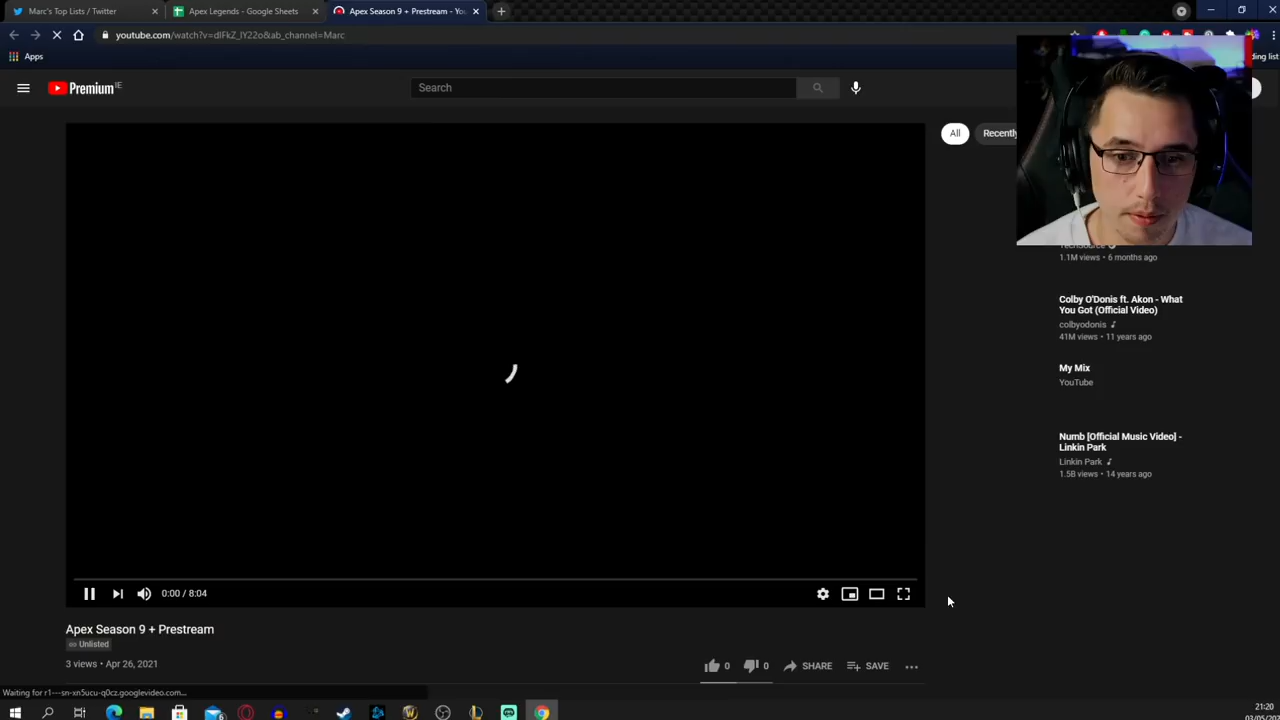 Marc's Top Lists / Twitter
Apex Legends - Google Sheets
Apex Season 9 + Prestream - Yo
youtube.com/watch?v=dlFkZ_lY22o&ab_channel=Marc
Apps
ding list
Premium IE
Search
All
Recently
TechSource
1.1M views • 6 months ago
Colby O'Donis ft. Akon - What
You Got (Official Video)
colbyodonis
41M views • 11 years ago
My Mix
YouTube
Numb [Official Music Video] -
Linkin Park
Linkin Park
1.5B views • 14 years ago
0:00 / 8:04
Apex Season 9 + Prestream
Unlisted
3 views • Apr 26, 2021
0
0
SHARE
SAVE
Waiting for r1---sn-xn5ucu-q0cz.googlevideo.com...
21:20